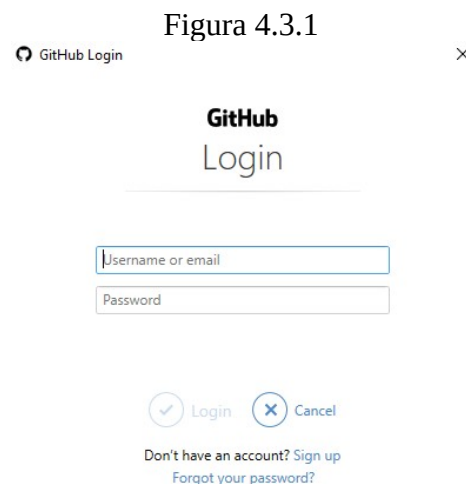 Figura 4.3.1
GitHub Login
GitHub
Login
Username or email
Password
Login Cancel
Don't have an account? Sign up
Forgot your password?